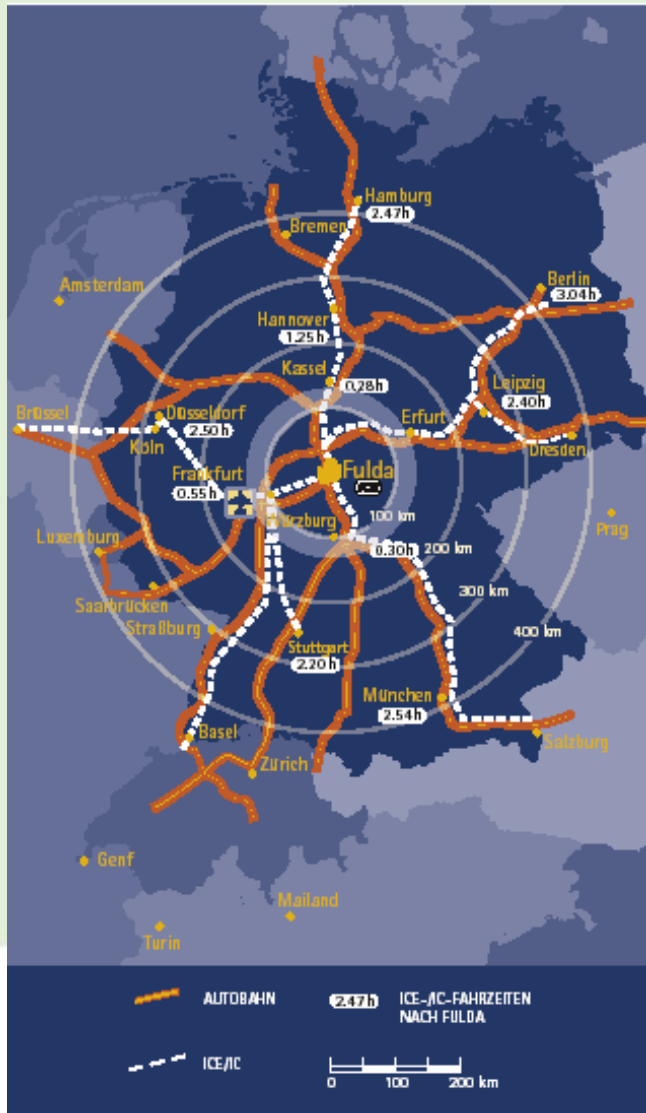 Hamburg
2.47h
Bremen
Berlin
3.04h
Amsterdam
Hannover
1.25h
Kassel
0.28h
Leipzig
2.40h
Brüssel
Düsseldorf
2.50h
Köln
Erfurt
Dresden
Frankfurt
0.55h
Fulda
100 km
Würzburg
0.30h
200 km
Prag
Luxemburg
300 km
Saarbrücken
Straßburg
400 km
Stuttgart
2.20h
München
2.54h
Basel
Salzburg
Zürich
Genf
Mailand
Turin
AUTOBAHN
2.47h
ICE-/IC-FAHRZEITEN
NACH FULDA
ICE/IC
0 100 200 km